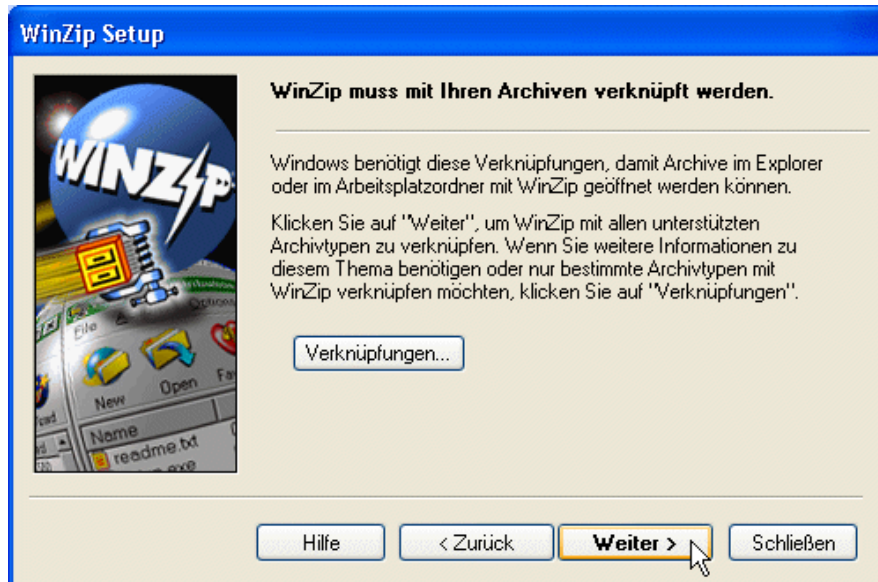 WinZip Setup
WinZip muss mit Ihren Archiven verknüpft werden.
Windows benötigt diese Verknüpfungen, damit Archive im Explorer
oder im Arbeitsplatzordner mit WinZip geöffnet werden können.
Klicken Sie auf "Weiter", um WinZip mit allen unterstützten
Archivtypen zu verknüpfen. Wenn Sie weitere Informationen zu
diesem Thema benötigen oder nur bestimmte Archivtypen mit
WinZip verknüpfen möchten, klicken Sie auf "Verknüpfungen".
Verknüpfungen...
WINZIP
File
Options
New
Open
Name
readme.txt
Hilfe
< Zurück
Weiter >
Schließen